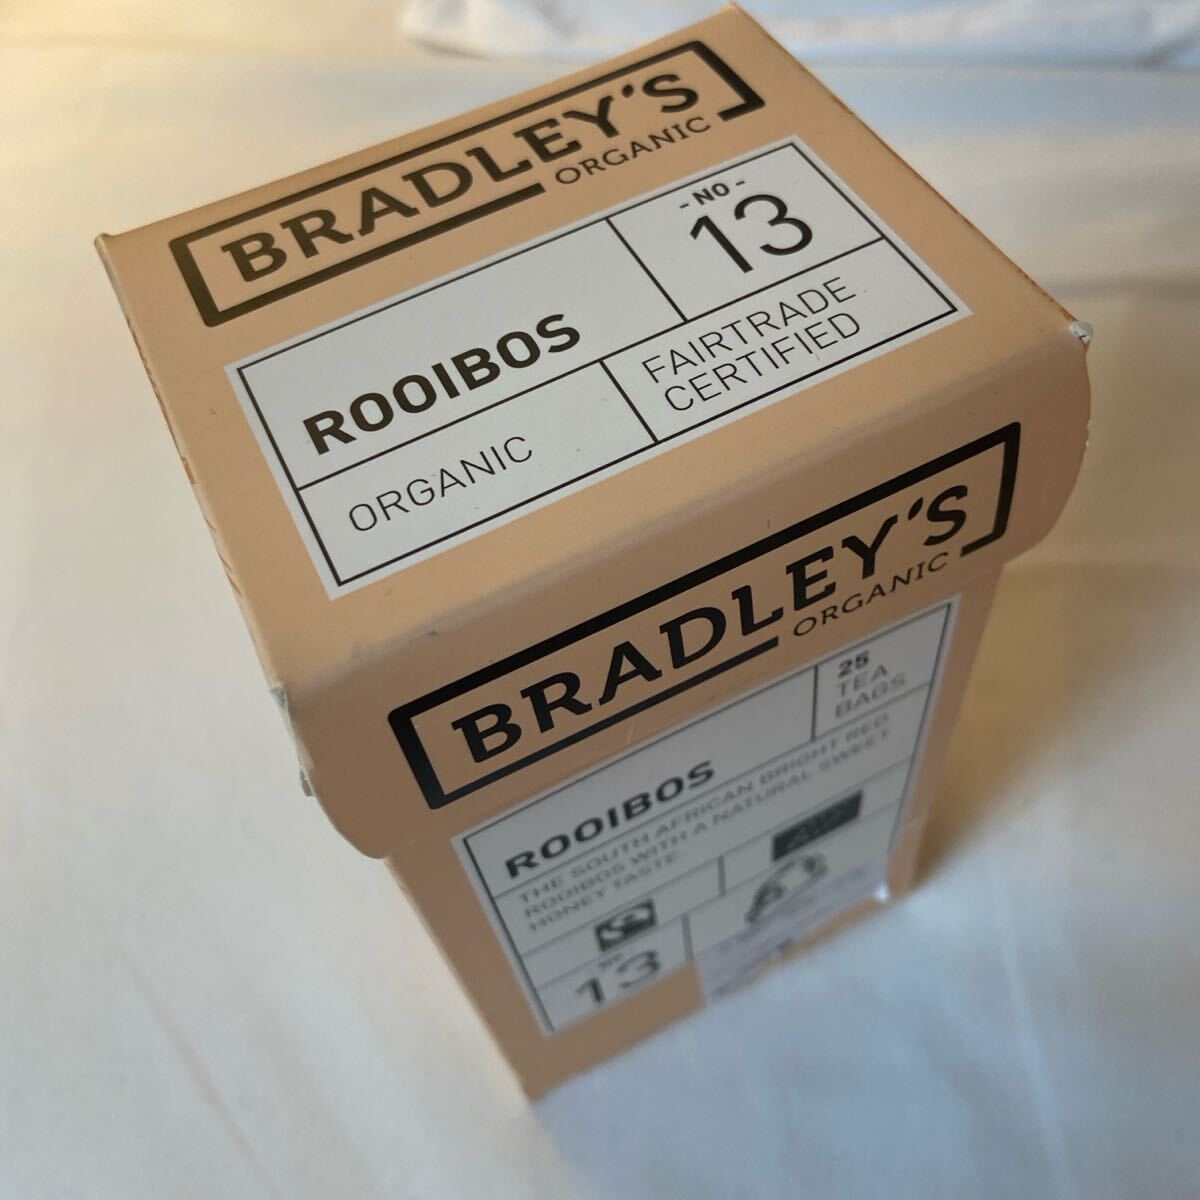 BRADLEY'S
ORGANIC
- NO -
13
ROOIBOS
ORGANIC
FAIRTRADE
CERTIFIED
BRADLEY'S
ORGANIC
25
TEA
BAGS
ROOIBOS
THE SOUTH AFRICAN BRIGHT RED
ROOIBOS WITH A NATURAL SWEET
HONEY TASTE
- NO -
13